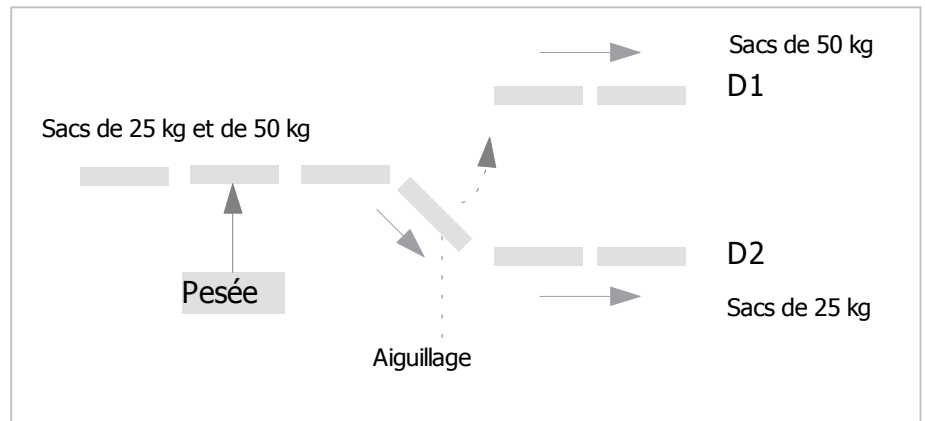 Sacs de 50 kg
D1
Sacs de 25 kg et de 50 kg
D2
Pesée
Sacs de 25 kg
Aiguillage